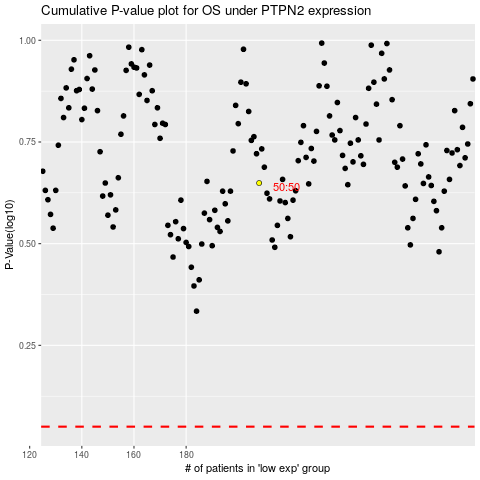 Cumulative P-value plot for OS under PTPN2 expression
1.00
0.75
0.50
0.25
P-Value(log10)
50:50
120 140 160 180
# of patients in 'low exp' group